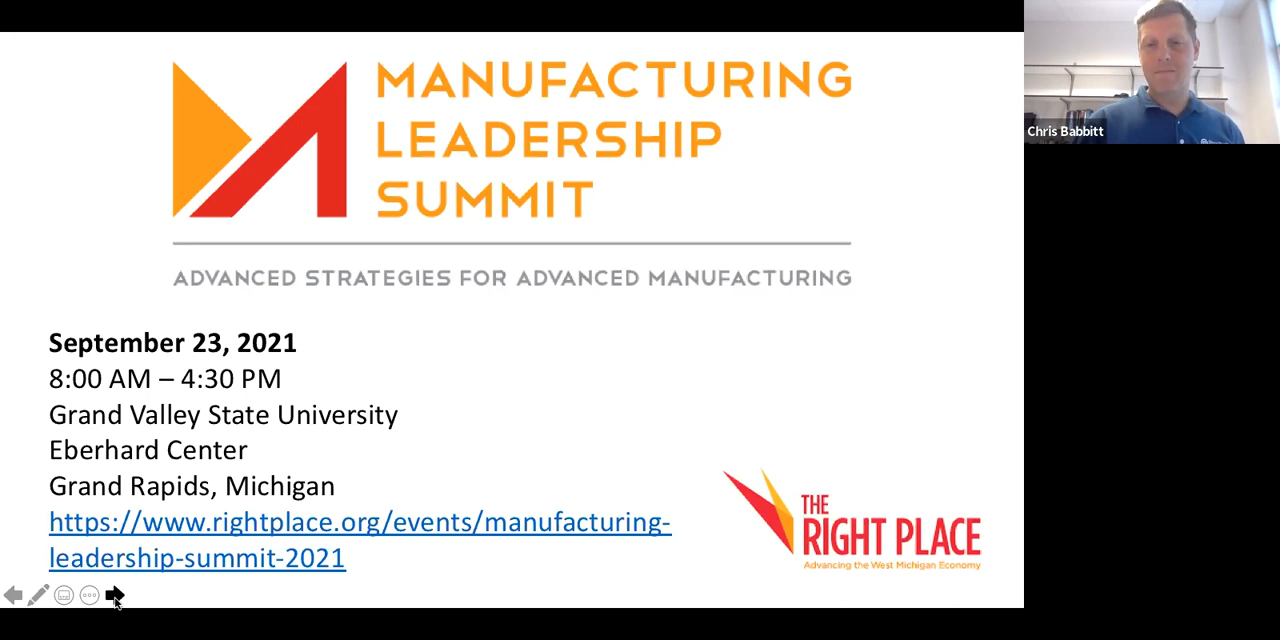 MANUFACTURING
LEADERSHIP
SUMMIT
ADVANCED STRATEGIES FOR ADVANCED MANUFACTURING
September 23, 2021
8:00 AM – 4:30 PM
Grand Valley State University
Eberhard Center
Grand Rapids, Michigan
https://www.rightplace.org/events/manufacturing-
leadership-summit-2021
THE
RIGHT PLACE
Advancing the West Michigan Economy
Chris Babbitt